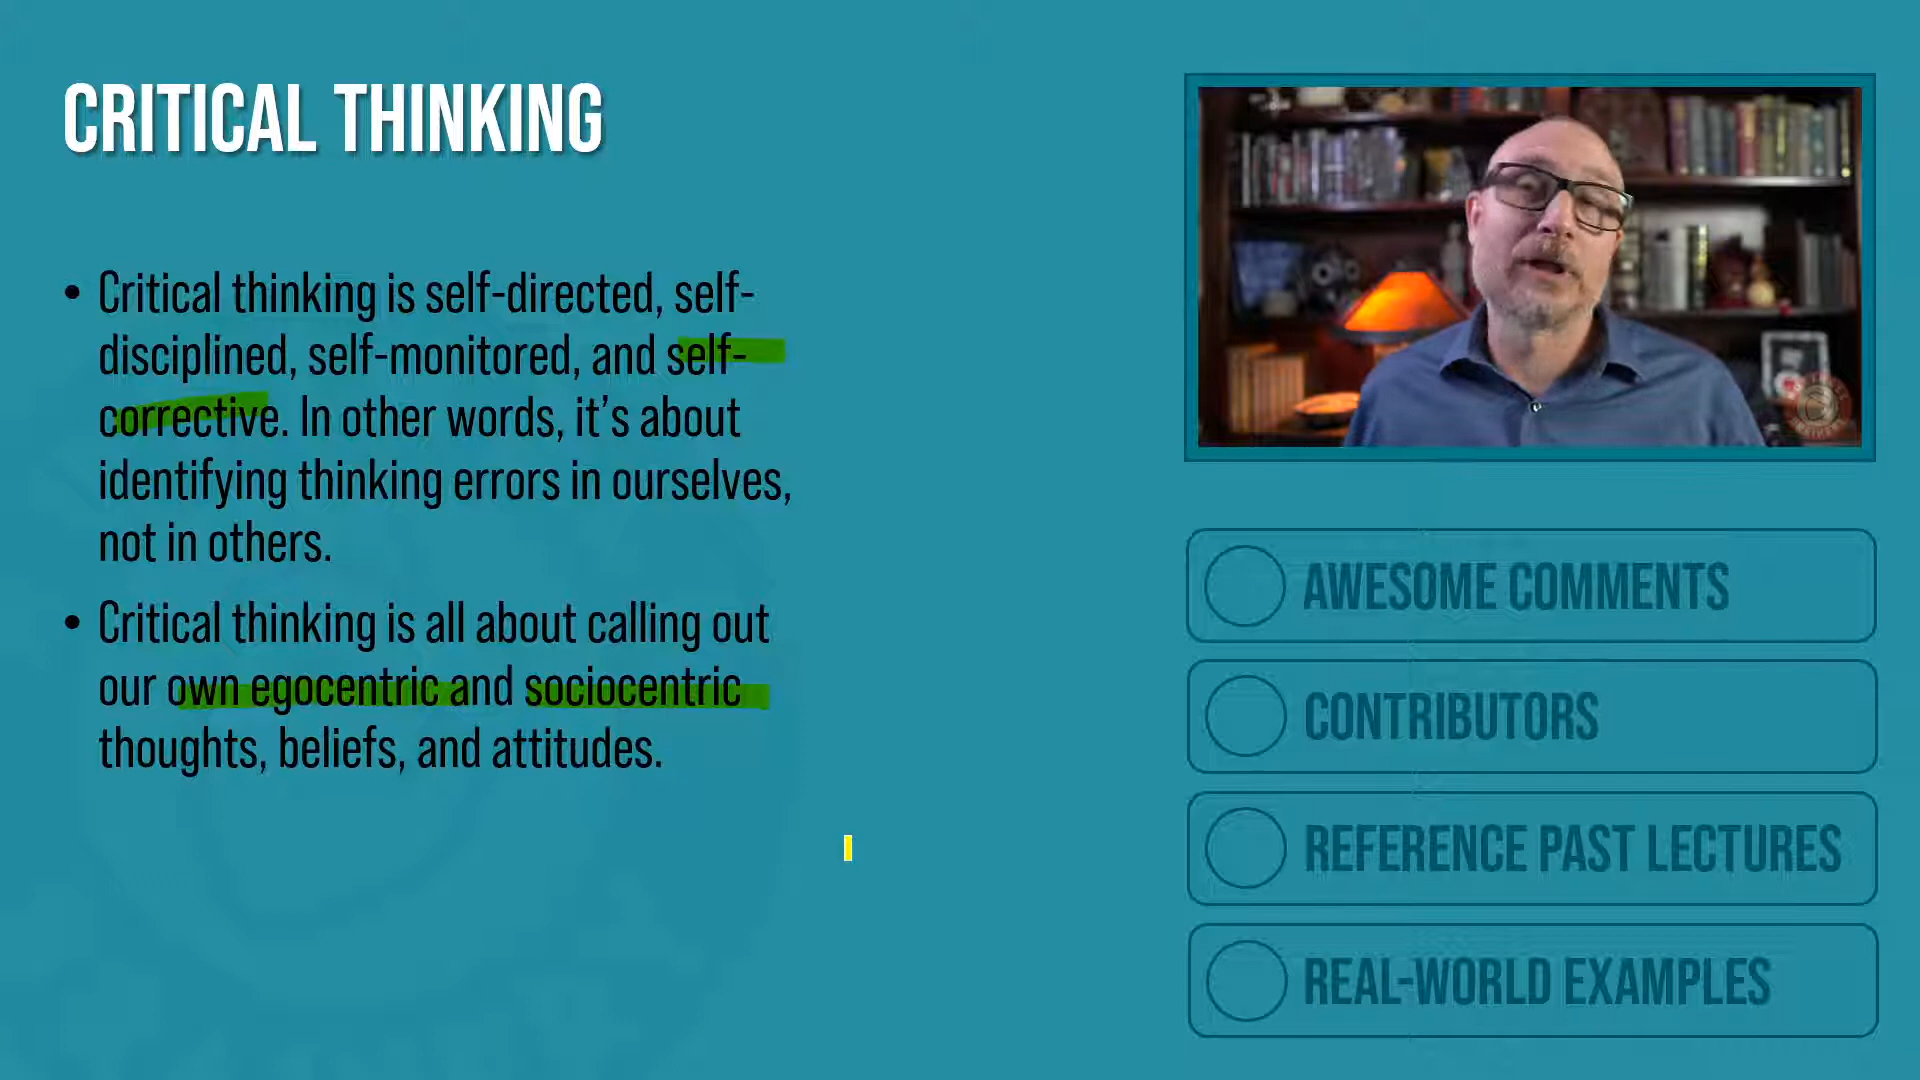 CRITICAL THINKING
• Critical thinking is self-directed, self-
disciplined, self-monitored, and self-
corrective. In other words, it’s about
identifying thinking errors in ourselves,
not in others.
• Critical thinking is all about calling out
our own egocentric and sociocentric
thoughts, beliefs, and attitudes.
AWESOME COMMENTS
CONTRIBUTORS
REFERENCE PAST LECTURES
REAL-WORLD EXAMPLES